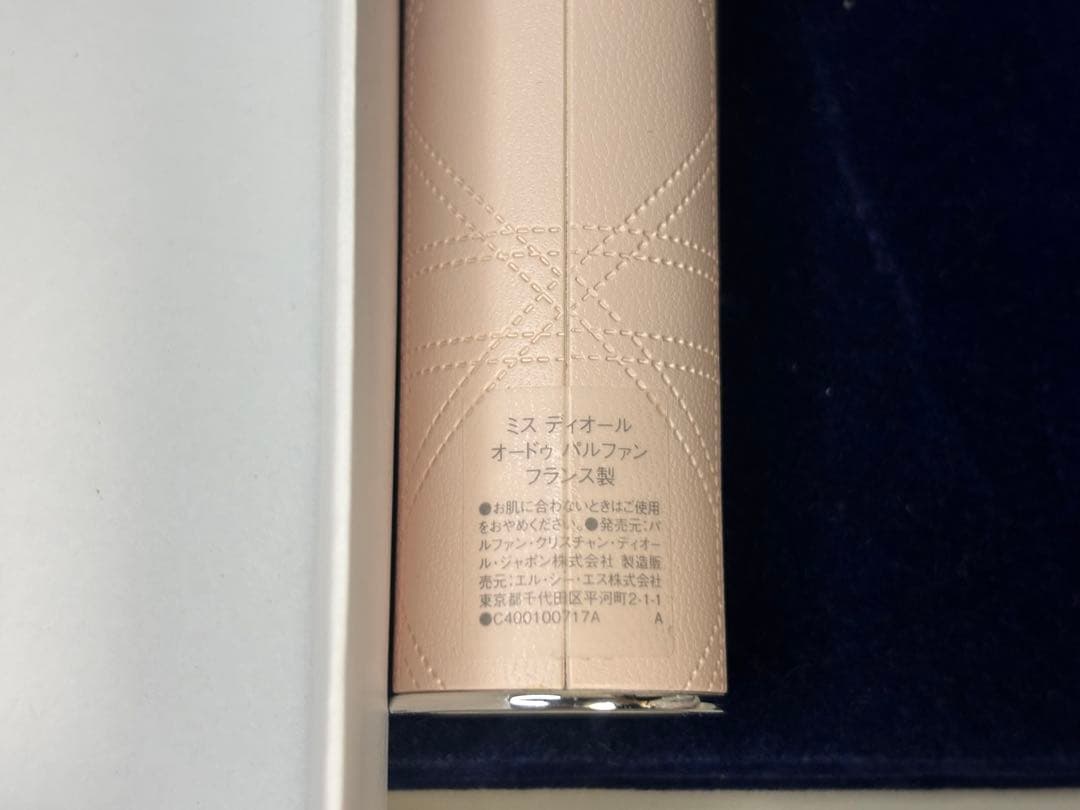 ミス ディオール
オードゥ パルファン
フランス製
●お肌に合わないときはご使用
をおやめください。●発売元:パ
ルファン・クリスチャン・ディオー
ル・ジャポン株式会社 製造販
売元:エル・シー・エス株式会社
東京都千代田区平河町2-1-1
●C400100717A A